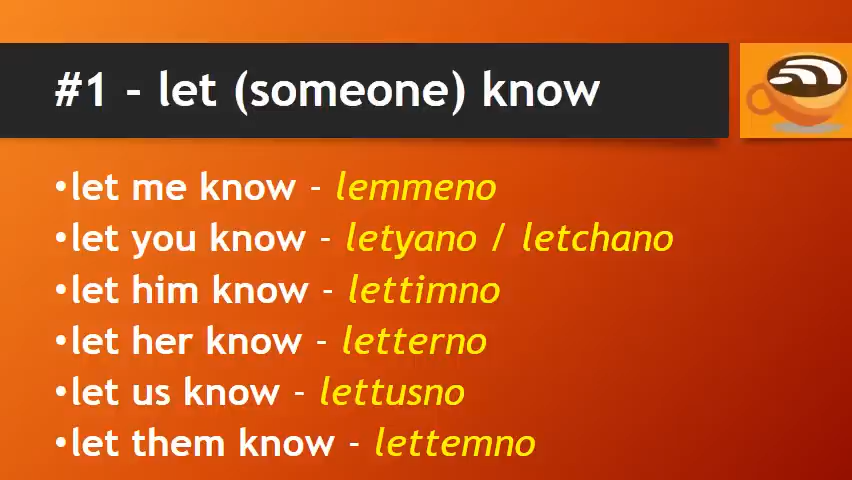 #1 - let (someone) know
•let me know - lemmeno
•let you know - letyano / letchano
•let him know - lettimno
•let her know - letterno
•let us know - lettusno
•let them know - lettemno